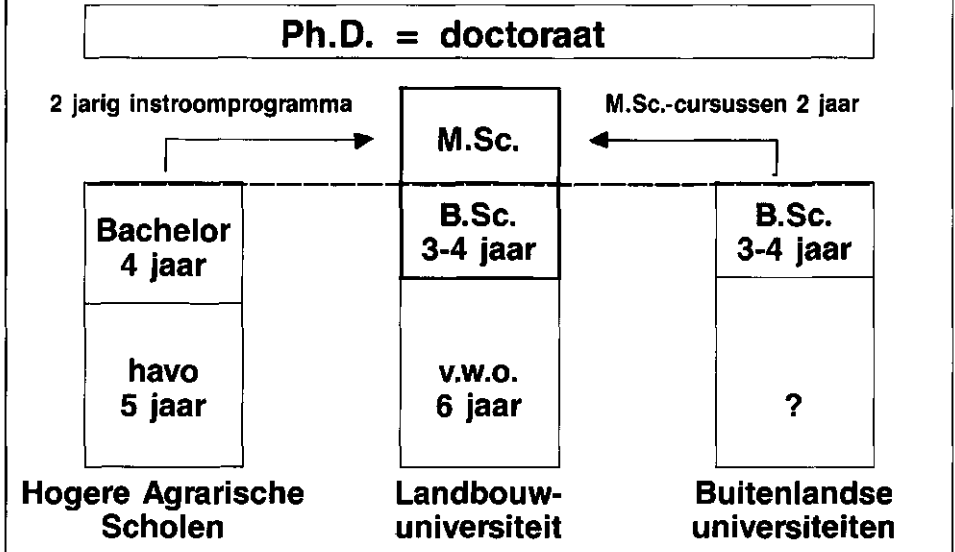 Ph.D. = doctoraat
2 jarig instroomprogramma
M.Sc.-cursussen 2 jaar
M.Sc.
Bachelor
4 jaar
B.Sc.
3-4 jaar
B.Sc.
3-4 jaar
havo
5 jaar
v.w.o.
6 jaar
?
Hogere Agrarische
Scholen
Landbouw-
universiteit
Buitenlandse
universiteiten